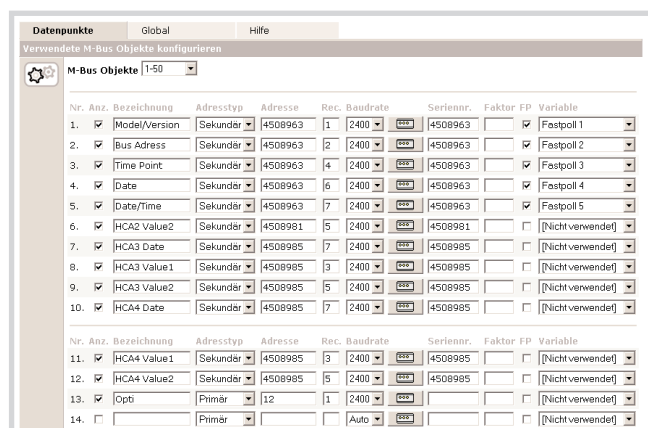 Datenpunkte Global Hilfe
Verwendete M-Bus Objekte konfigurieren
M-Bus Objekte 1-50
Nr. Anz. Bezeichnung Adresstyp Adresse Rec. Baudrate Seriennr. Faktor FP Variable
1. Model/Version Sekundär 4508963 1 2400 4508963 Fastpoll 1
2. Bus Adress Sekundär 4508963 2 2400 4508963 Fastpoll 2
3. Time Point Sekundär 4508963 4 2400 4508963 Fastpoll 3
4. Date Sekundär 4508963 6 2400 4508963 Fastpoll 4
5. Date/Time Sekundär 4508963 7 2400 4508963 Fastpoll 5
6. HCA2 Value2 Sekundär 4508981 5 2400 4508981 [Nicht verwendet]
7. HCA3 Date Sekundär 4508985 7 2400 4508985 [Nicht verwendet]
8. HCA3 Value1 Sekundär 4508985 3 2400 4508985 [Nicht verwendet]
9. HCA3 Value2 Sekundär 4508985 5 2400 4508985 [Nicht verwendet]
10. HCA4 Date Sekundär 4508985 7 2400 4508985 [Nicht verwendet]
Nr. Anz. Bezeichnung Adresstyp Adresse Rec. Baudrate Seriennr. Faktor FP Variable
11. HCA4 Value1 Sekundär 4508985 3 2400 4508985 [Nicht verwendet]
12. HCA4 Value2 Sekundär 4508985 5 2400 4508985 [Nicht verwendet]
13. Opti Primär 12 1 2400 [Nicht verwendet]
14. Primär Auto [Nicht verwendet]